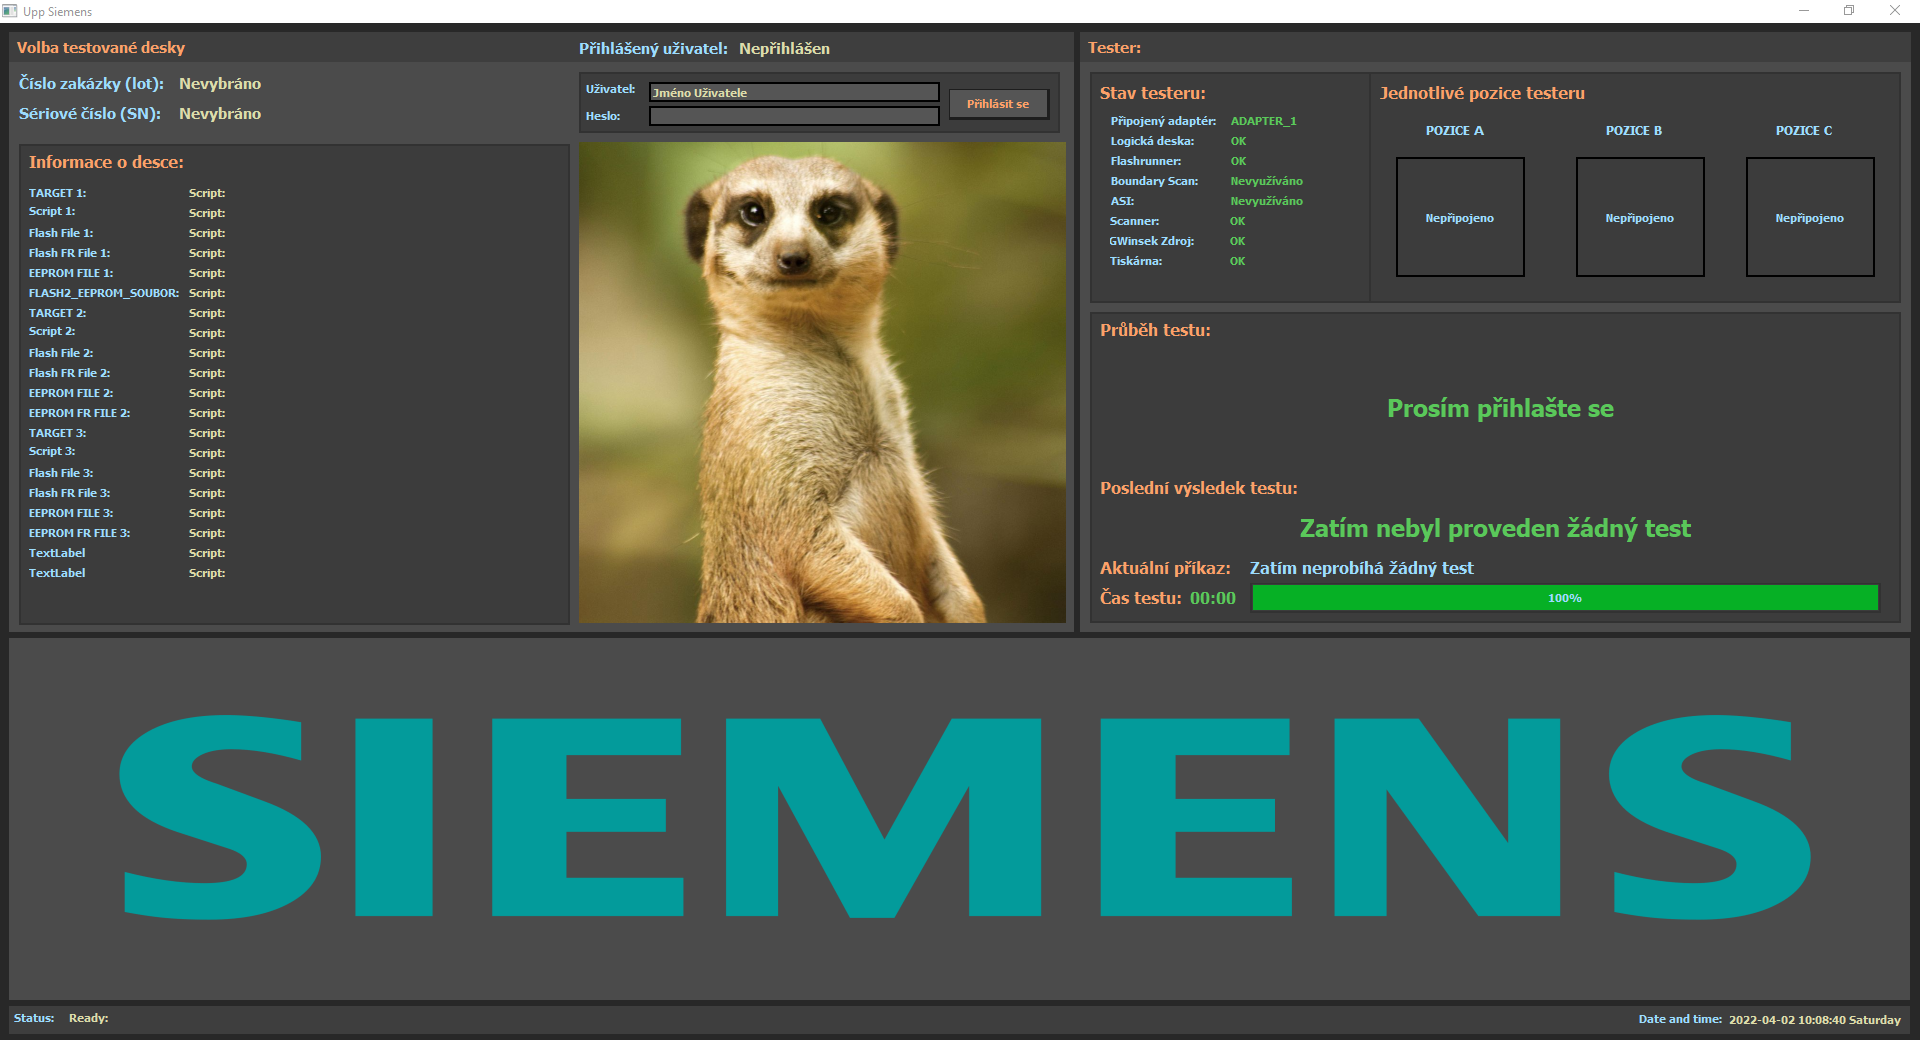 Upp Siemens
Volba testované desky
Číslo zakázky (lot): Nevybráno
Sériové číslo (SN): Nevybráno
Informace o desce:
TARGET 1: Script:
Script 1: Script:
Flash File 1: Script:
Flash FR File 1: Script:
EEPROM FILE 1: Script:
FLASH2_EEPROM_SOUBOR: Script:
TARGET 2: Script:
Script 2: Script:
Flash File 2: Script:
Flash FR File 2: Script:
EEPROM FILE 2: Script:
EEPROM FR FILE 2: Script:
TARGET 3: Script:
Script 3: Script:
Flash File 3: Script:
Flash FR File 3: Script:
EEPROM FILE 3: Script:
EEPROM FR FILE 3: Script:
TextLabel Script:
TextLabel Script:
Přihlášený uživatel: Nepřihlášen
Uživatel: Jméno Uživatele
Heslo:
Přihlásit se
Tester:
Stav testeru:
Připojený adaptér: ADAPTER_1
Logická deska: OK
Flashrunner: OK
Boundary Scan: Nevyužíváno
ASI: Nevyužíváno
Scanner: OK
GWinsek Zdroj: OK
Tiskárna: OK
Jednotlivé pozice testeru
POZICE A POZICE B POZICE C
Nepřipojeno Nepřipojeno Nepřipojeno
Průběh testu:
Prosím přihlašte se
Poslední výsledek testu:
Zatím nebyl proveden žádný test
Aktuální příkaz: Zatím neprobíhá žádný test
Čas testu: 00:00 100%
SIEMENS
Status: Ready:
Date and time: 2022-04-02 10:08:40 Saturday